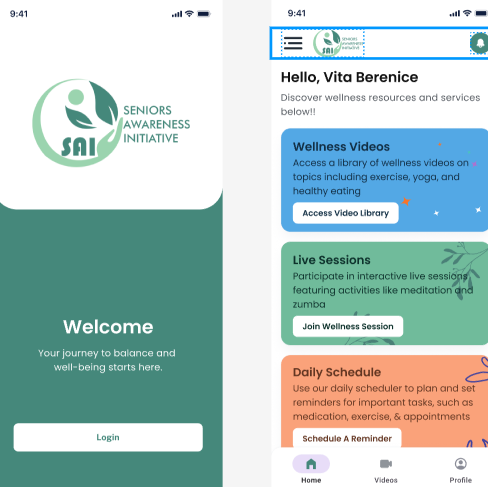 9:41
SAI
SENIORS
AWARENESS
INITIATIVE
Welcome
Your journey to balance and
well-being starts here.
Login
9:41
SAI
SENIORS
AWARENESS
INITIATIVE
Hello, Vita Berenice
Discover wellness resources and services
below!!
Wellness Videos
Access a library of wellness videos on
topics including exercise, yoga, and
healthy eating
Access Video Library
Live Sessions
Participate in interactive live sessions
featuring activities like meditation and
zumba
Join Wellness Session
Daily Schedule
Use our daily scheduler to plan and set
reminders for important tasks, such as
medication, exercise, & appointments
Schedule A Reminder
Home
Videos
Profile